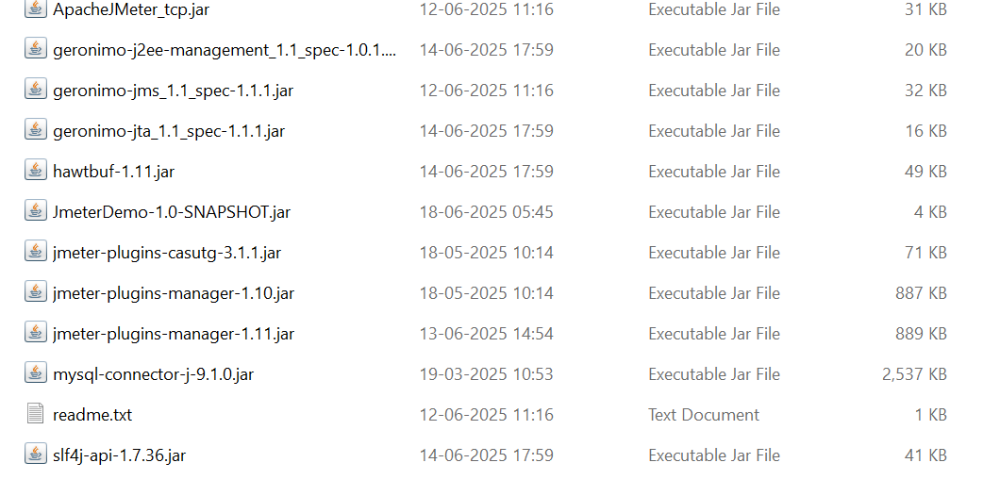 ApacheJMeter_tcp.jar 12-06-2025 11:16 Executable Jar File 31 KB
geronimo-j2ee-management_1.1_spec-1.0.1.... 14-06-2025 17:59 Executable Jar File 20 KB
geronimo-jms_1.1_spec-1.1.1.jar 12-06-2025 11:16 Executable Jar File 32 KB
geronimo-jta_1.1_spec-1.1.1.jar 14-06-2025 17:59 Executable Jar File 16 KB
hawtbuf-1.11.jar 14-06-2025 17:59 Executable Jar File 49 KB
JmeterDemo-1.0-SNAPSHOT.jar 18-06-2025 05:45 Executable Jar File 4 KB
jmeter-plugins-casutg-3.1.1.jar 18-05-2025 10:14 Executable Jar File 71 KB
jmeter-plugins-manager-1.10.jar 18-05-2025 10:14 Executable Jar File 887 KB
jmeter-plugins-manager-1.11.jar 13-06-2025 14:54 Executable Jar File 889 KB
mysql-connector-j-9.1.0.jar 19-03-2025 10:53 Executable Jar File 2,537 KB
readme.txt 12-06-2025 11:16 Text Document 1 KB
slf4j-api-1.7.36.jar 14-06-2025 17:59 Executable Jar File 41 KB